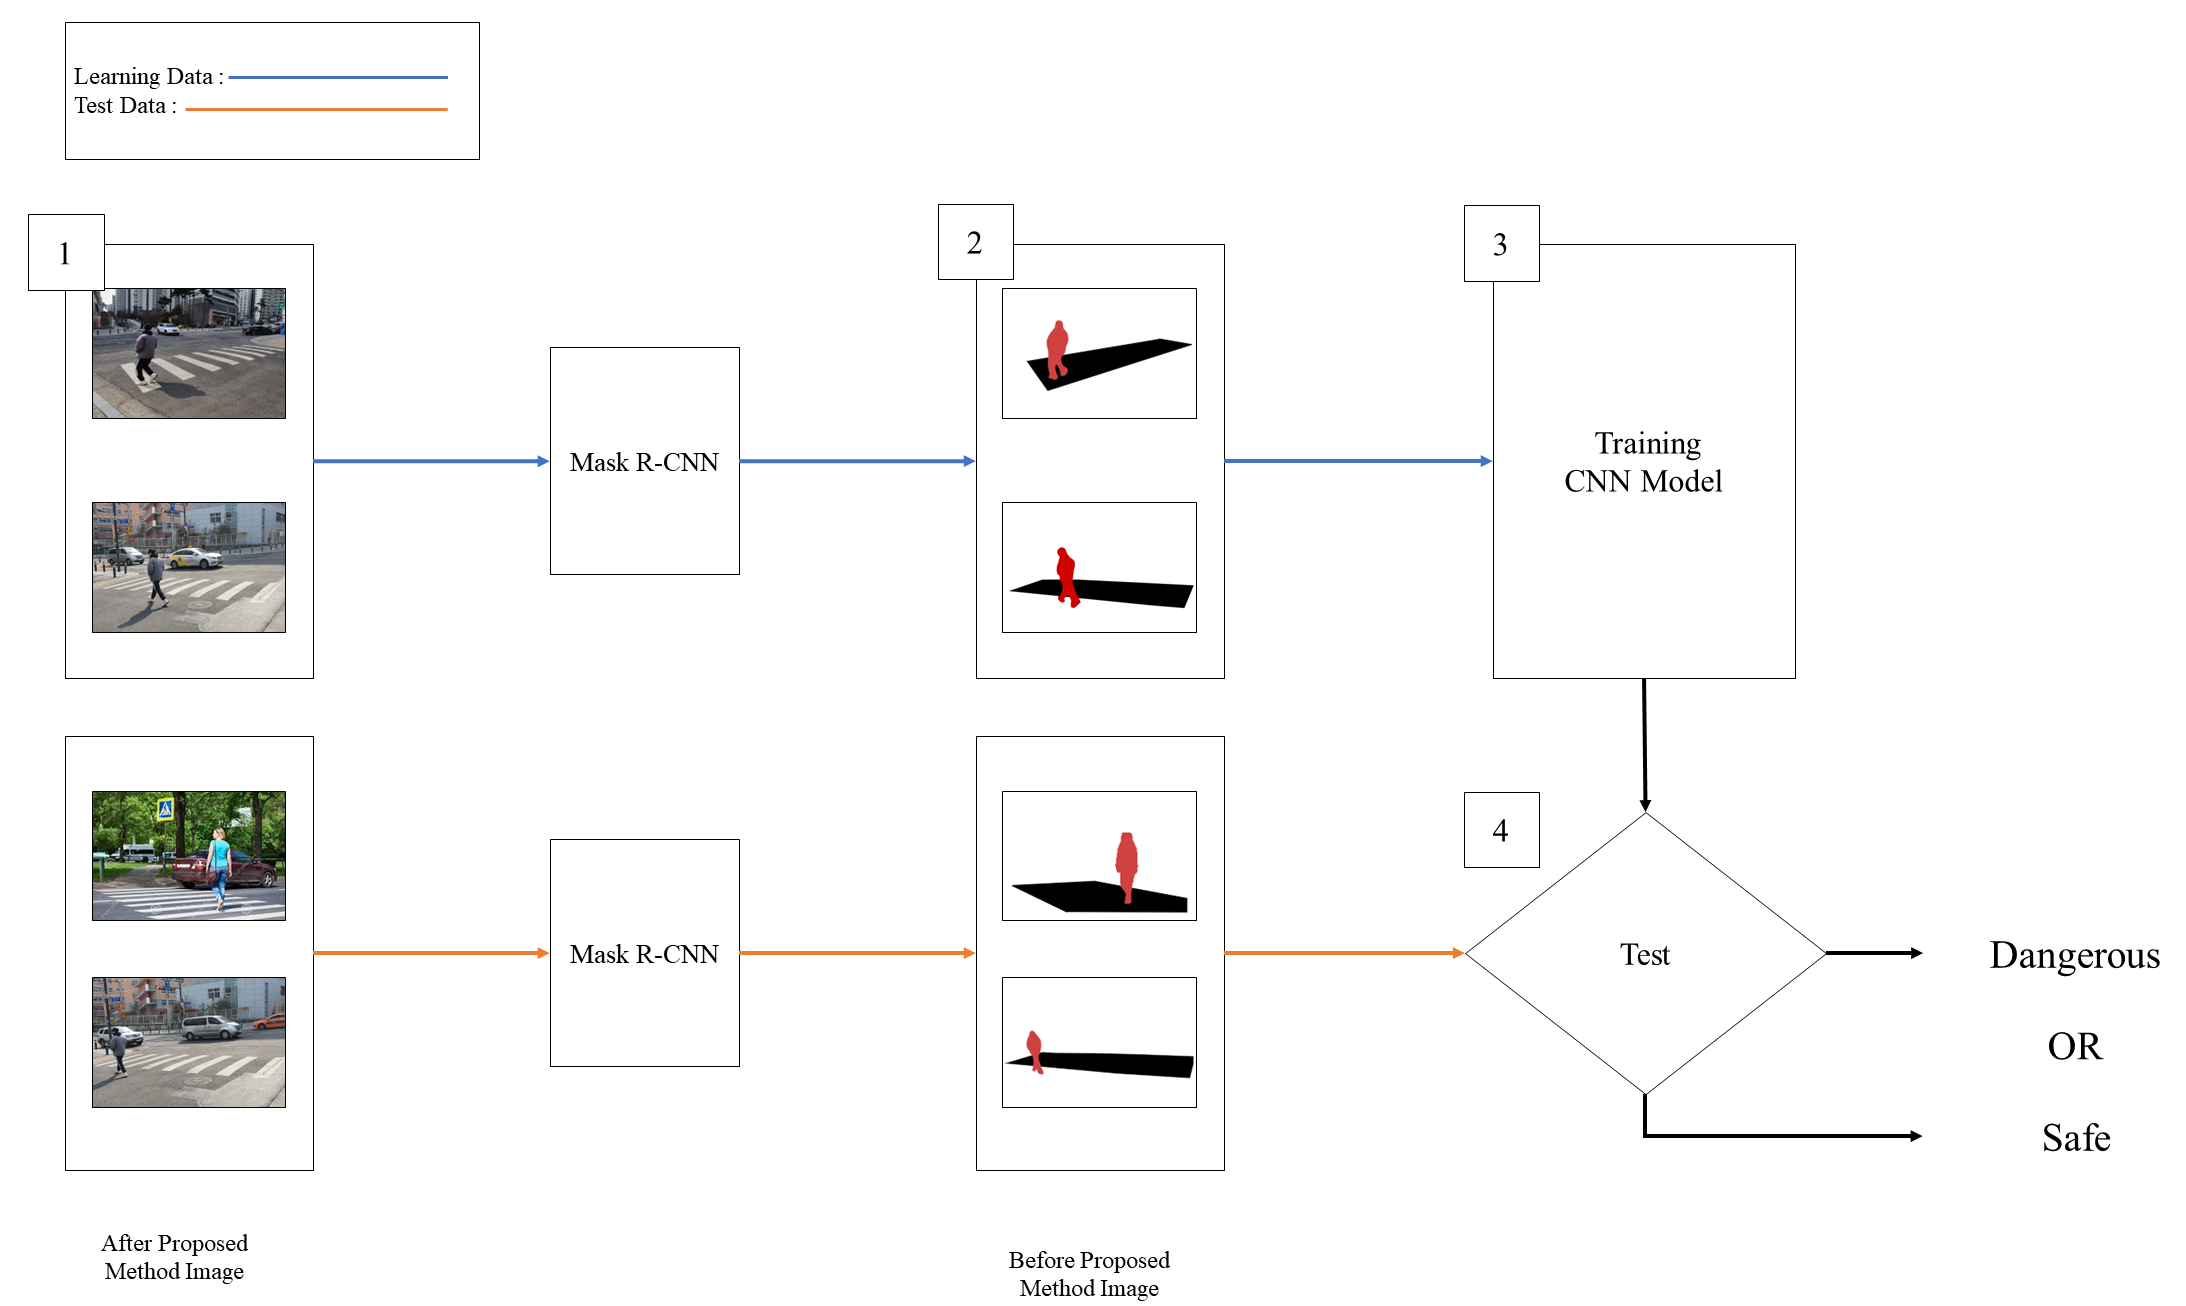 Learning Data :
Test Data :
1
2
3
Mask R-CNN
Training
CNN Model
4
Mask R-CNN
Test
Dangerous
OR
Safe
After Proposed
Method Image
Before Proposed
Method Image